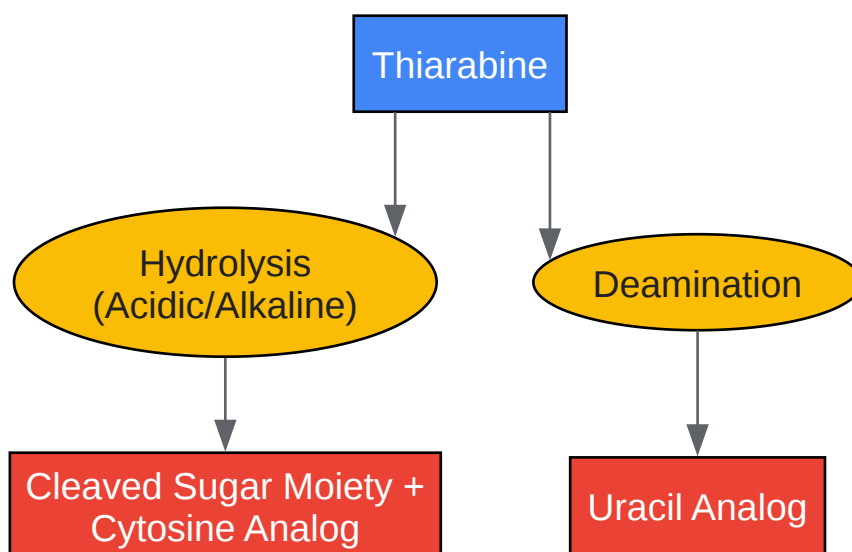 Thiarabine
Hydrolysis
(Acidic/Alkaline)
Deamination
Cleaved Sugar Moiety +
Cytosine Analog
Uracil Analog